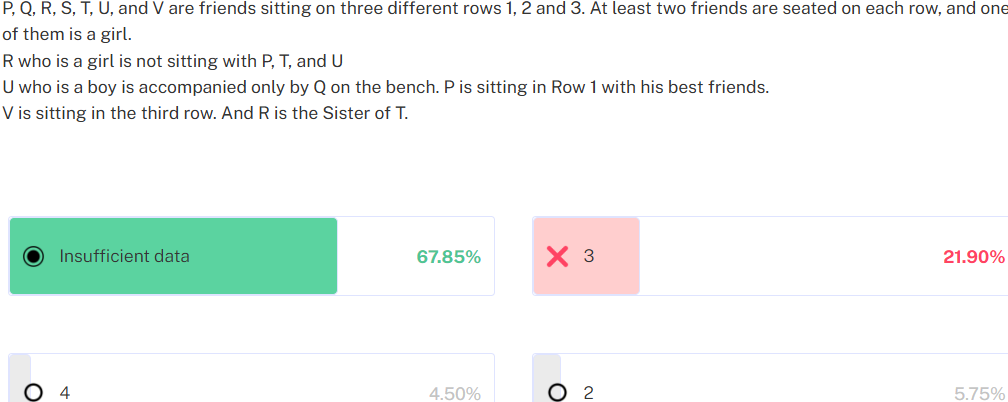 P, Q, R, S, T, U, and V are friends sitting on three different rows 1, 2 and 3. At least two friends are seated on each row, and one
of them is a girl.
R who is a girl is not sitting with P, T, and U
U who is a boy is accompanied only by Q on the bench. P is sitting in Row 1 with his best friends.
V is sitting in the third row. And R is the Sister of T.
Insufficient data 67.85%
3 21.90%
4 4.50%
2 5.75%